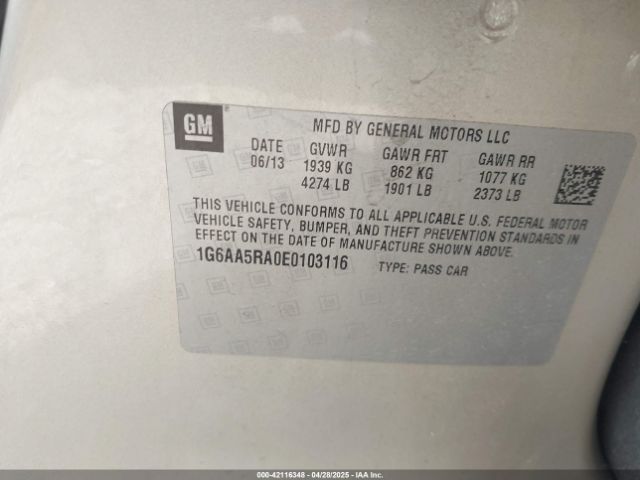 GM
MFD BY GENERAL MOTORS LLC
DATE GVWR GAWR FRT GAWR RR
06/13 1939 KG 862 KG 1077 KG
4274 LB 1901 LB 2373 LB
THIS VEHICLE CONFORMS TO ALL APPLICABLE U.S. FEDERAL MOTOR
VEHICLE SAFETY, BUMPER, AND THEFT PREVENTION STANDARDS IN
EFFECT ON THE DATE OF MANUFACTURE SHOWN ABOVE.
1G6AA5RA0E0103116 TYPE: PASS CAR
000-42116348 - 04/28/2025 - IAA Inc.